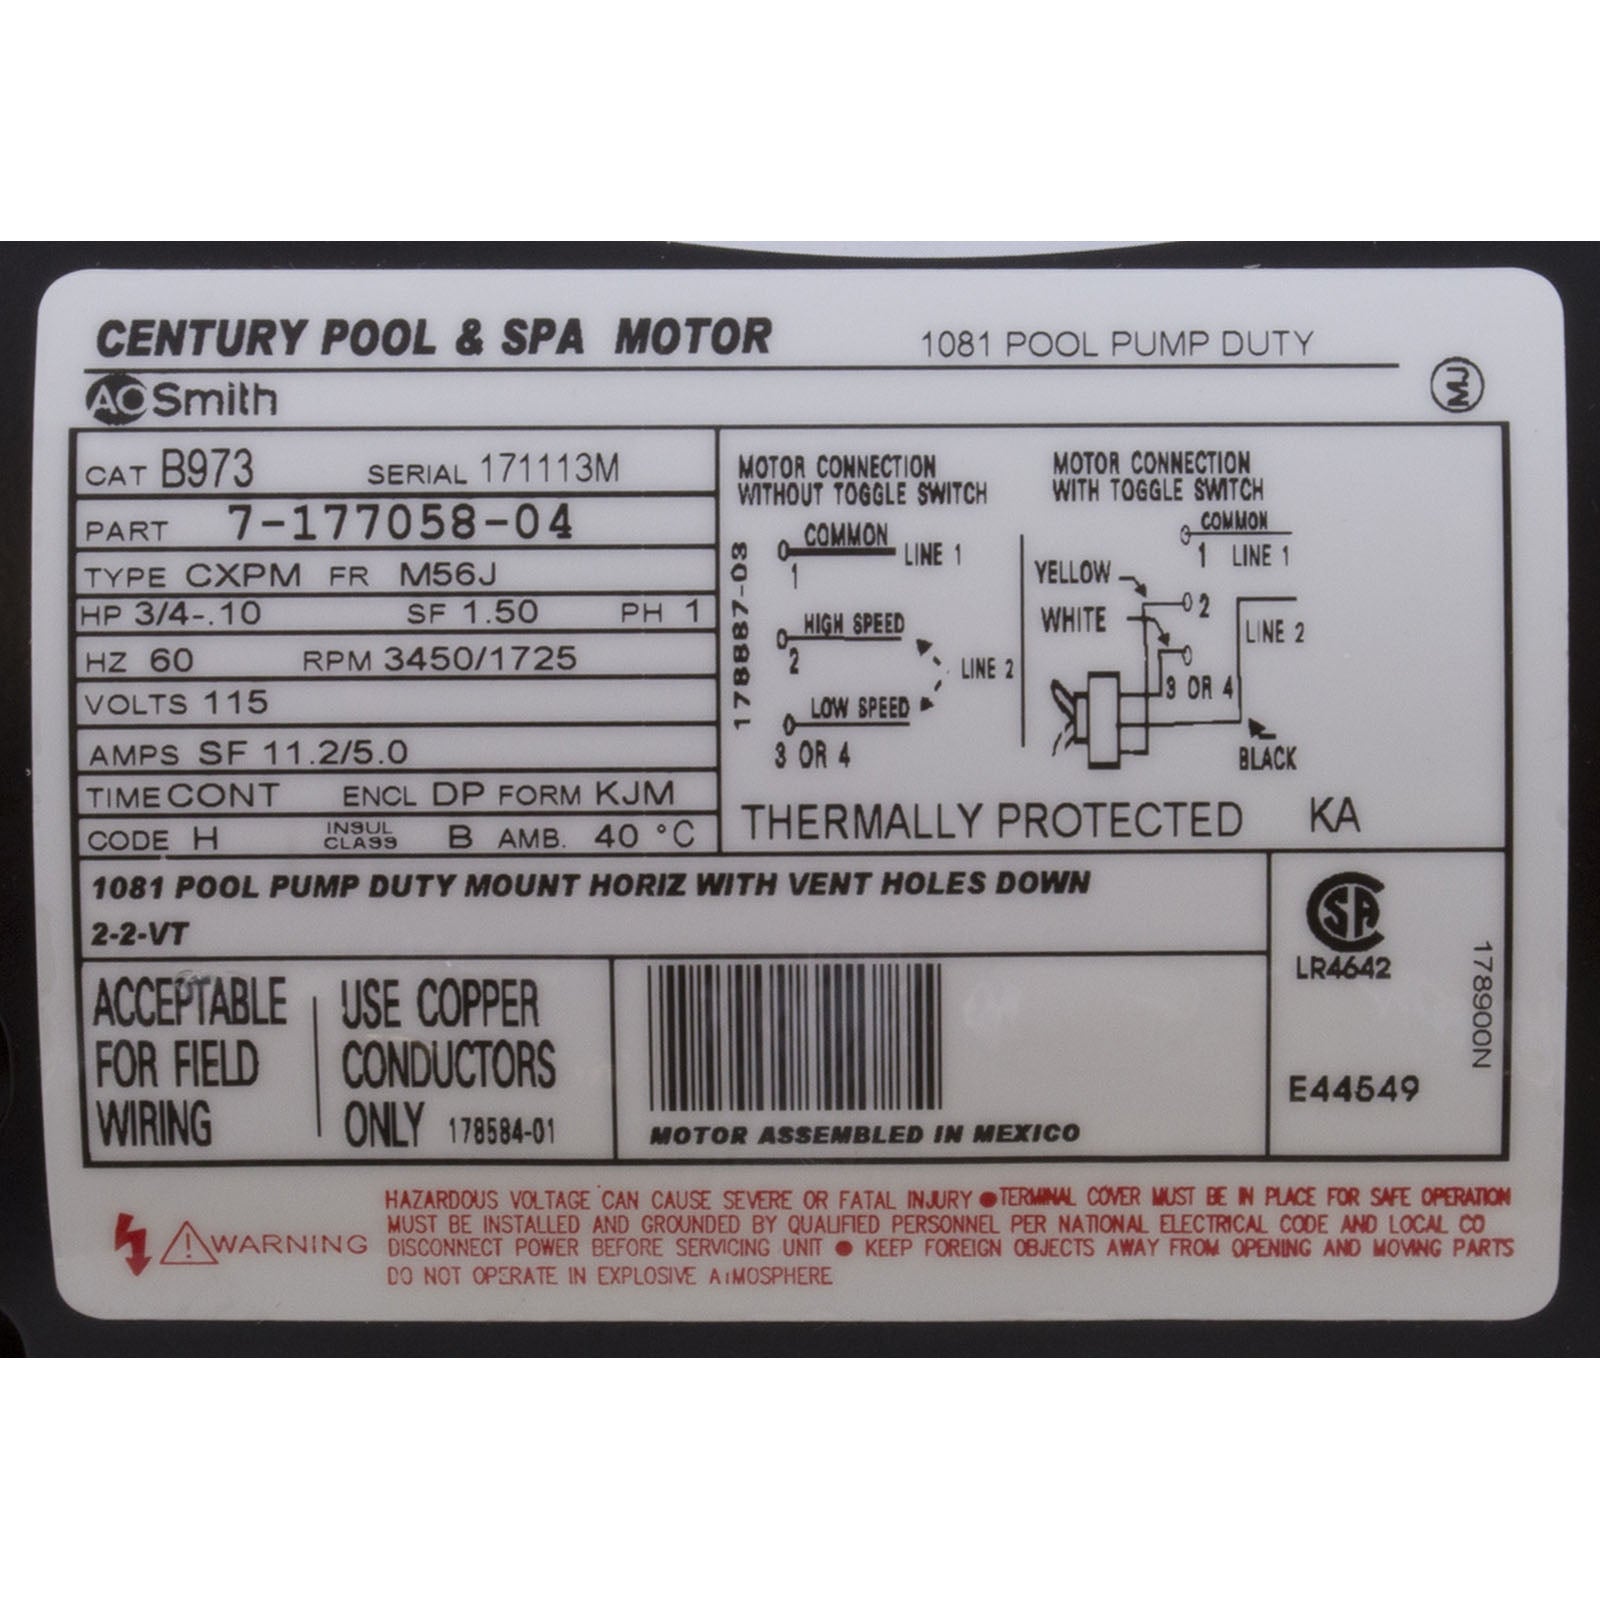 CENTURY POOL & SPA MOTOR
1081 POOL PUMP DUTY
AO Smith
MJ
CAT B973 SERIAL 171113M
PART 7-177058-04
TYPE CXPM FR M56J
HP 3/4-.10 SF 1.50 PH 1
HZ 60 RPM 3450/1725
VOLTS 115
AMPS SF 11.2/5.0
TIME CONT ENCL DP FORM KJM
CODE H INSUL CLASS B AMB. 40 °C
178887-03
MOTOR CONNECTION
WITHOUT TOGGLE SWITCH
COMMON
1
LINE 1
HIGH SPEED
2
LINE 2
LOW SPEED
3 OR 4
MOTOR CONNECTION
WITH TOGGLE SWITCH
COMMON
1 LINE 1
YELLOW
2
WHITE
LINE 2
3 OR 4
BLACK
THERMALLY PROTECTED KA
1081 POOL PUMP DUTY MOUNT HORIZ WITH VENT HOLES DOWN
2-2-VT
ACCEPTABLE
FOR FIELD
WIRING
USE COPPER
CONDUCTORS
ONLY 178584-01
MOTOR ASSEMBLED IN MEXICO
SA
LR4642
E44549
178900N
WARNING
HAZARDOUS VOLTAGE CAN CAUSE SEVERE OR FATAL INJURY ● TERMINAL COVER MUST BE IN PLACE FOR SAFE OPERATION
MUST BE INSTALLED AND GROUNDED BY QUALIFIED PERSONNEL PER NATIONAL ELECTRICAL CODE AND LOCAL CO
DISCONNECT POWER BEFORE SERVICING UNIT ● KEEP FOREIGN OBJECTS AWAY FROM OPENING AND MOVING PARTS
DO NOT OPERATE IN EXPLOSIVE ATMOSPHERE